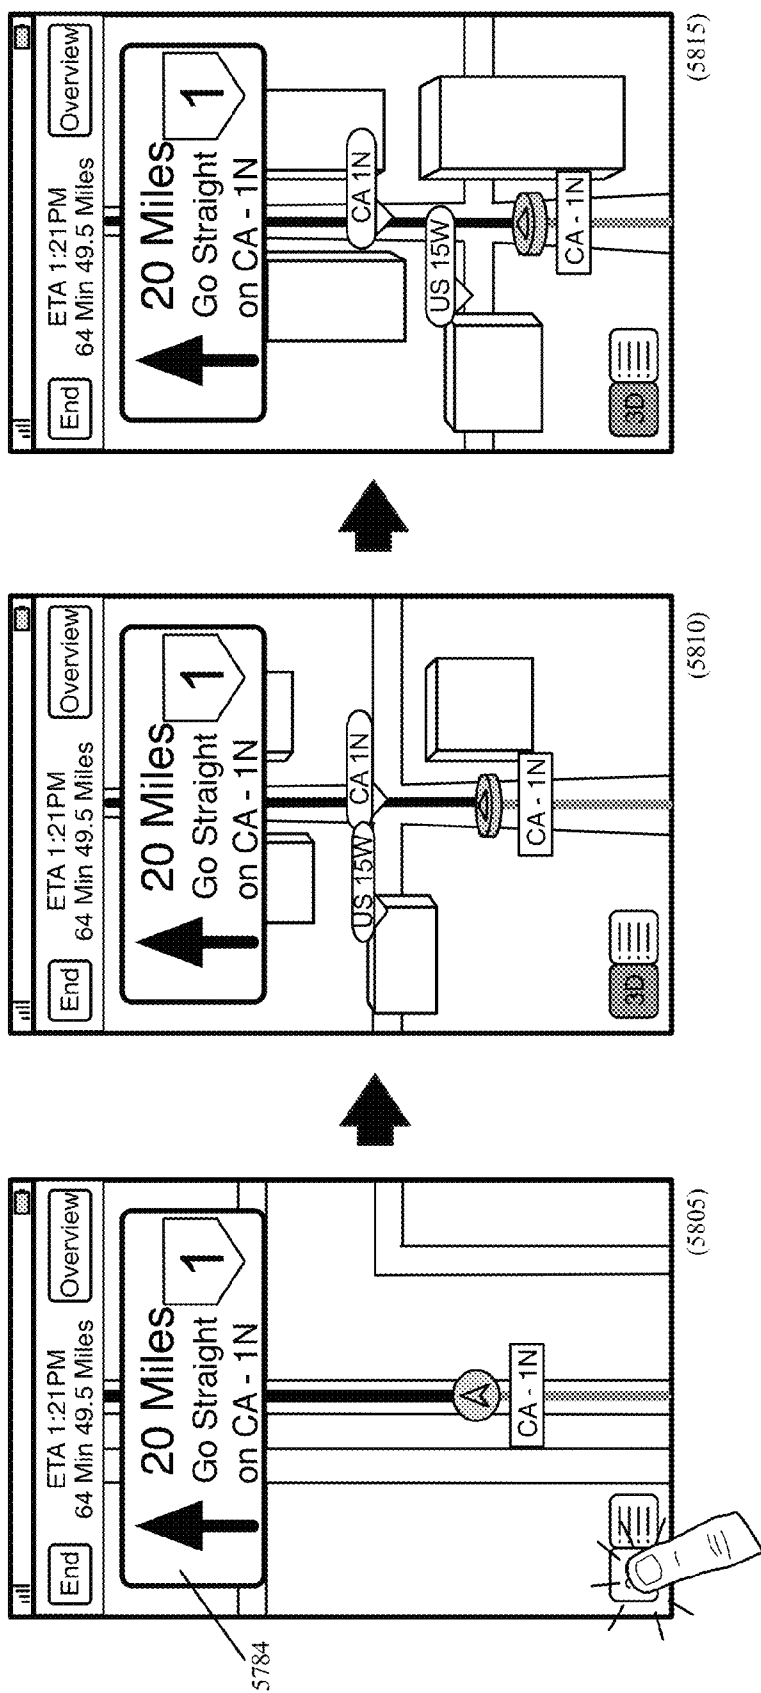 End
ETA 1:21PM
64 Min 49.5 Miles
Overview
20 Miles
Go Straight
on CA - 1N
1
CA - 1N
5784
(5805)
End
ETA 1:21PM
64 Min 49.5 Miles
Overview
20 Miles
Go Straight
on CA - 1N
1
US 15W
CA 1N
CA - 1N
3D
(5810)
End
ETA 1:21PM
64 Min 49.5 Miles
Overview
20 Miles
Go Straight
on CA - 1N
1
CA 1N
US 15W
CA - 1N
3D
(5815)